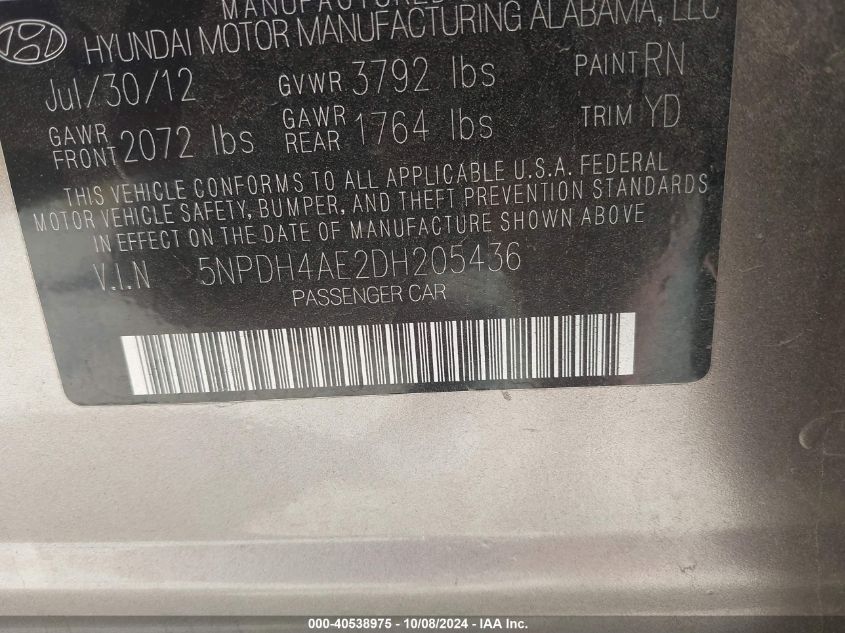 MANUFACTURED
HYUNDAI MOTOR MANUFACTURING ALABAMA, LLC
Jul/30/12 GVWR 3792 lbs PAINT RN
GAWR FRONT 2072 lbs GAWR REAR 1764 lbs TRIM YD
THIS VEHICLE CONFORMS TO ALL APPLICABLE U.S.A. FEDERAL
MOTOR VEHICLE SAFETY, BUMPER, AND THEFT PREVENTION STANDARDS
IN EFFECT ON THE DATE OF MANUFACTURE SHOWN ABOVE
V.I.N 5NPDH4AE2DH205436
PASSENGER CAR
000-40538975 - 10/08/2024 - IAA Inc.